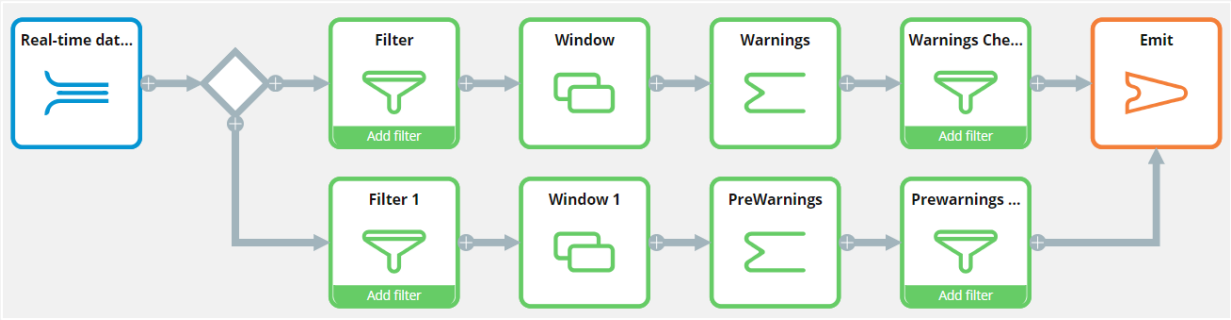 Real-time dat...
Filter
Window
Warnings
Warnings Che...
Emit
Add filter
Add filter
Filter 1
Window 1
PreWarnings
Prewarnings ...
Add filter
Add filter